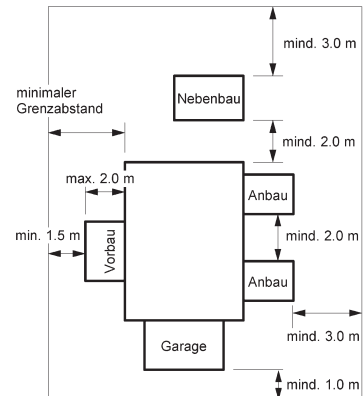 mind. 3.0 m
minimaler
Grenzabstand
Nebenbau
mind. 2.0 m
max. 2.0 m
Anbau
min. 1.5 m
Vorbau
mind. 2.0 m
Anbau
mind. 3.0 m
Garage
mind. 1.0 m